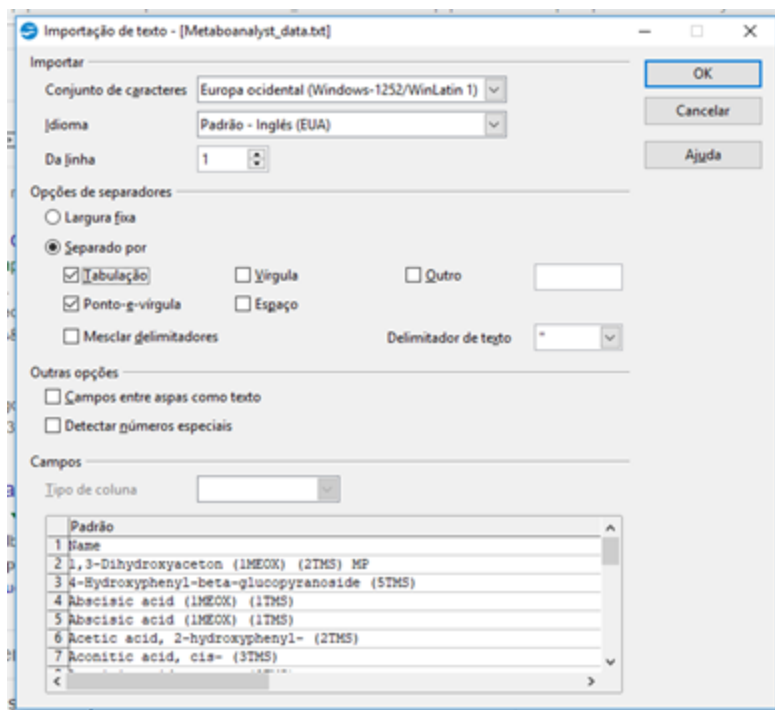 Importação de texto - [Metaboanalyst_data.txt]
Importar
OK
Conjunto de caracteres Europa ocidental (Windows-1252/WinLatin 1)
Cancelar
Idioma Padrão - Inglês (EUA)
Da linha 1
Ajuda
Opções de separadores
Largura fixa
Separado por
Tabulação Vírgula Outro
Ponto-e-vírgula Espaço
Mesclar delimitadores Delimitador de texto "
Outras opções
Campos entre aspas como texto
Detectar números especiais
Campos
Tipo de coluna
Padrão
1 Name
2 1,3-Dihydroxyaceton (1MEOX) (2TMS) MP
3 4-Hydroxyphenyl-beta-glucopyranoside (5TMS)
4 Abscisic acid (1MEOX) (1TMS)
5 Abscisic acid (1MEOX) (1TMS)
6 Acetic acid, 2-hydroxyphenyl- (2TMS)
7 Aconitic acid, cis- (3TMS)